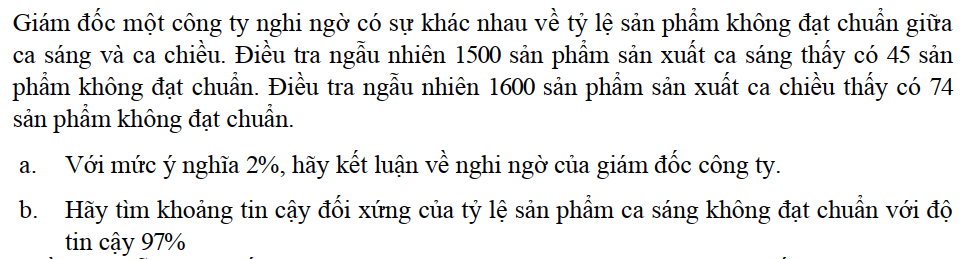 Giám đốc một công ty nghi ngờ có sự khác nhau về tỷ lệ sản phẩm không đạt chuẩn giữa
ca sáng và ca chiều. Điều tra ngẫu nhiên 1500 sản phẩm sản xuất ca sáng thấy có 45 sản
phẩm không đạt chuẩn. Điều tra ngẫu nhiên 1600 sản phẩm sản xuất ca chiều thấy có 74
sản phẩm không đạt chuẩn.
a. Với mức ý nghĩa 2%, hãy kết luận về nghi ngờ của giám đốc công ty.
b. Hãy tìm khoảng tin cậy đối xứng của tỷ lệ sản phẩm ca sáng không đạt chuẩn với độ
tin cậy 97%